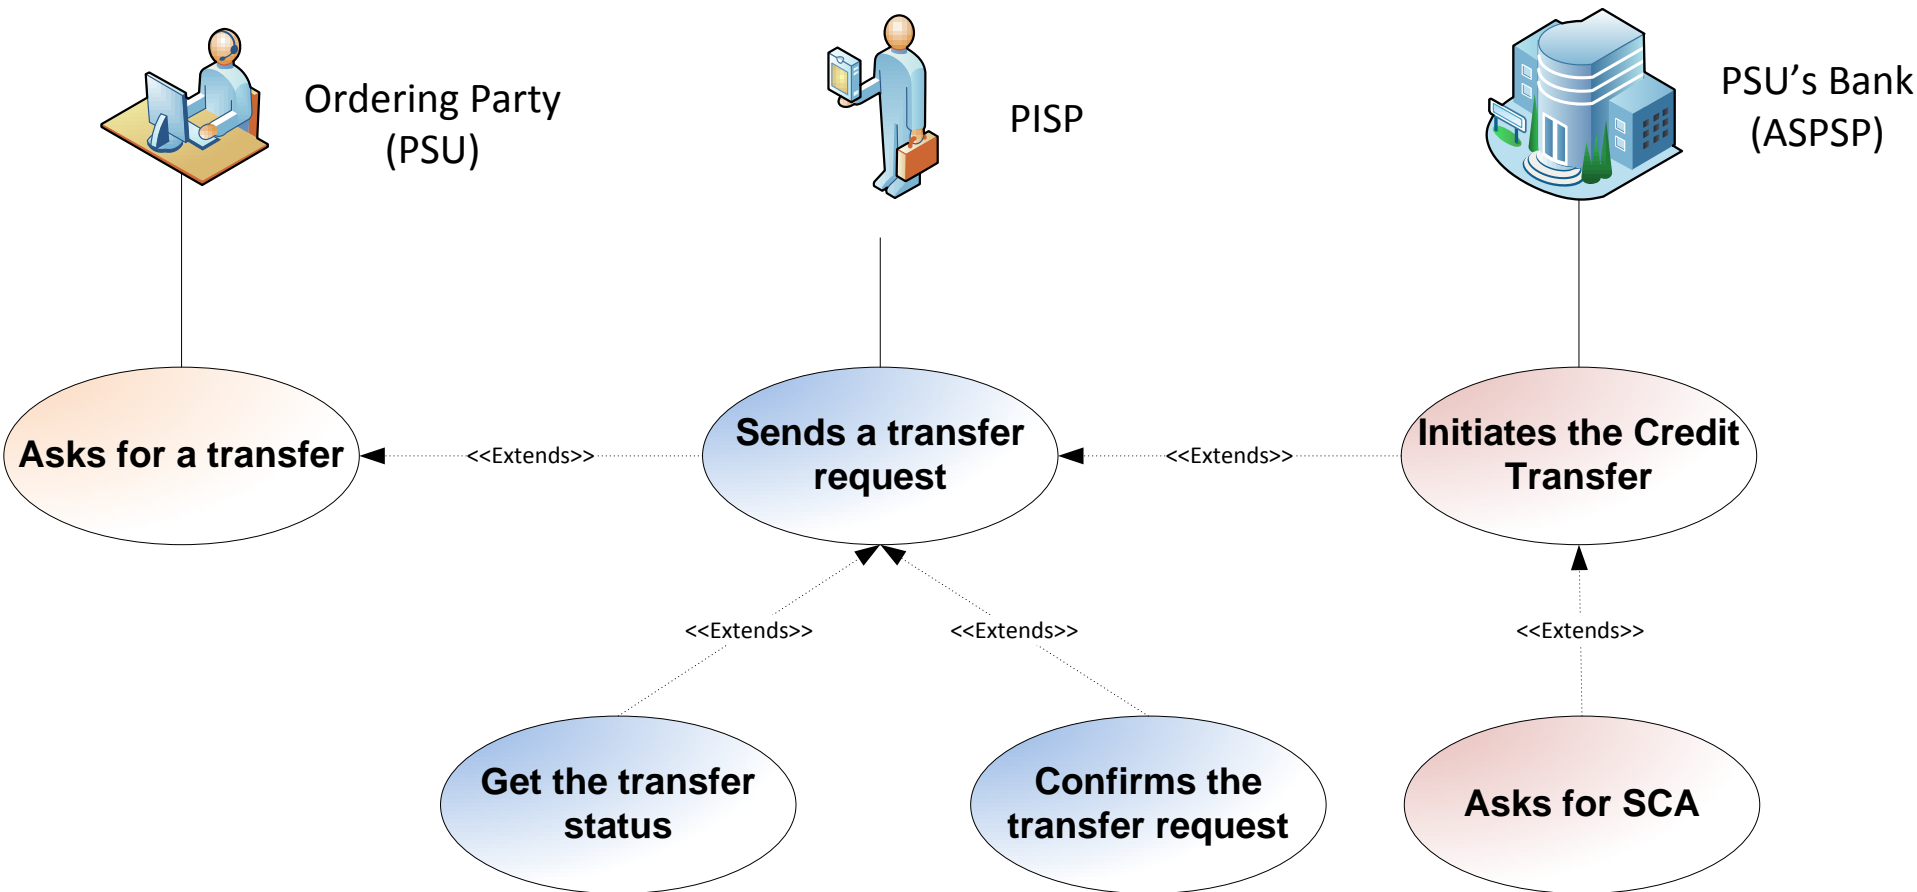 Ordering Party
(PSU)
PISP
PSU’s Bank
(ASPSP)
Asks for a transfer
<<Extends>>
Sends a transfer
request
<<Extends>>
Initiates the Credit
Transfer
<<Extends>>
<<Extends>>
<<Extends>>
Get the transfer
status
Confirms the
transfer request
Asks for SCA